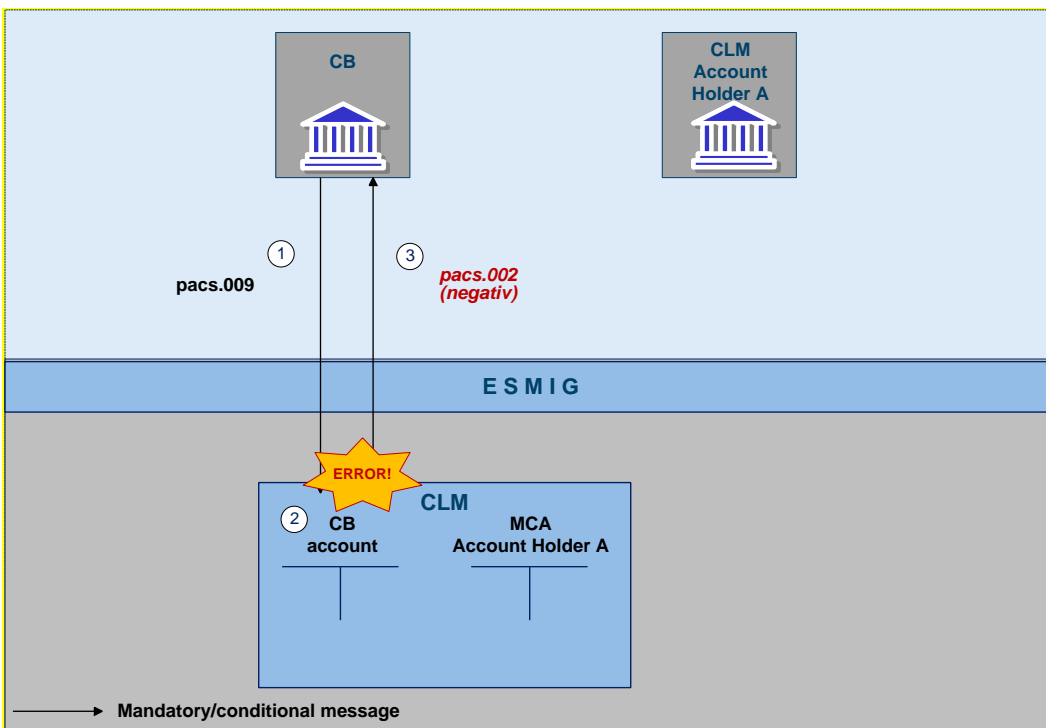 CB
CLM
Account
Holder A
1
3
pacs.009
pacs.002
(negativ)
E S M I G
ERROR!
CLM
2
CB
account
MCA
Account Holder A
Mandatory/conditional message